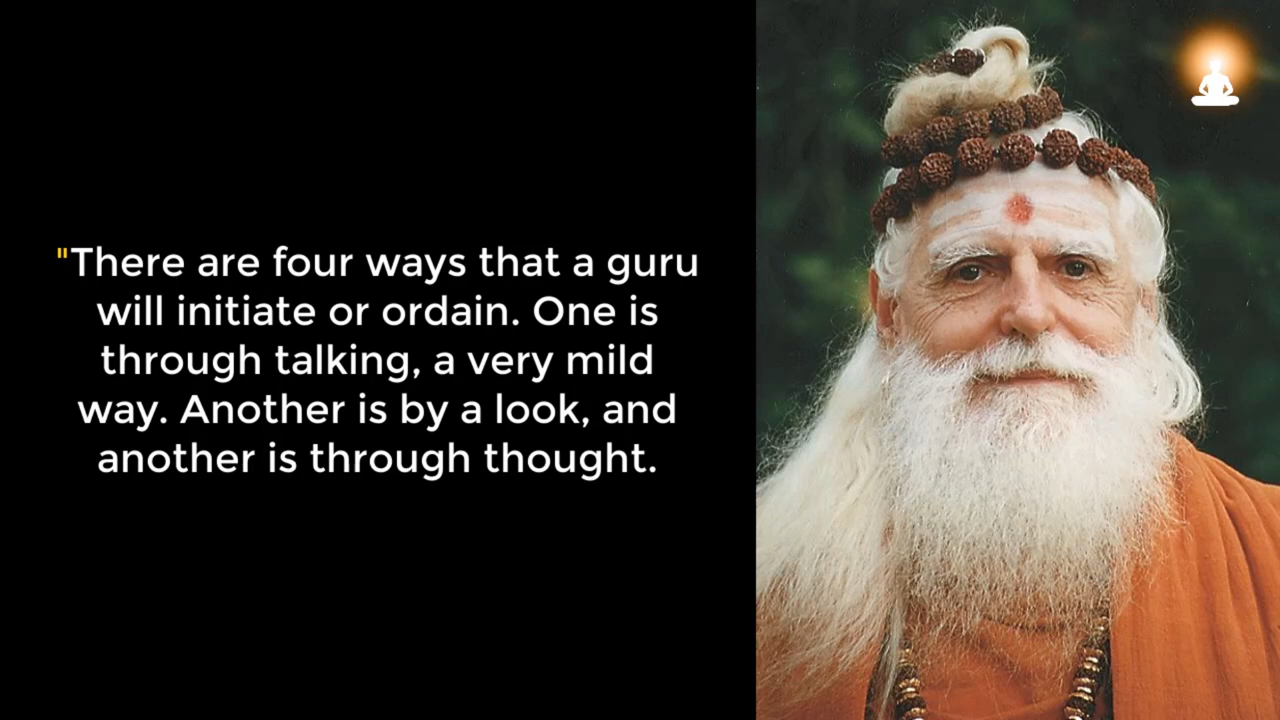 "There are four ways that a guru
will initiate or ordain. One is
through talking, a very mild
way. Another is by a look, and
another is through thought.